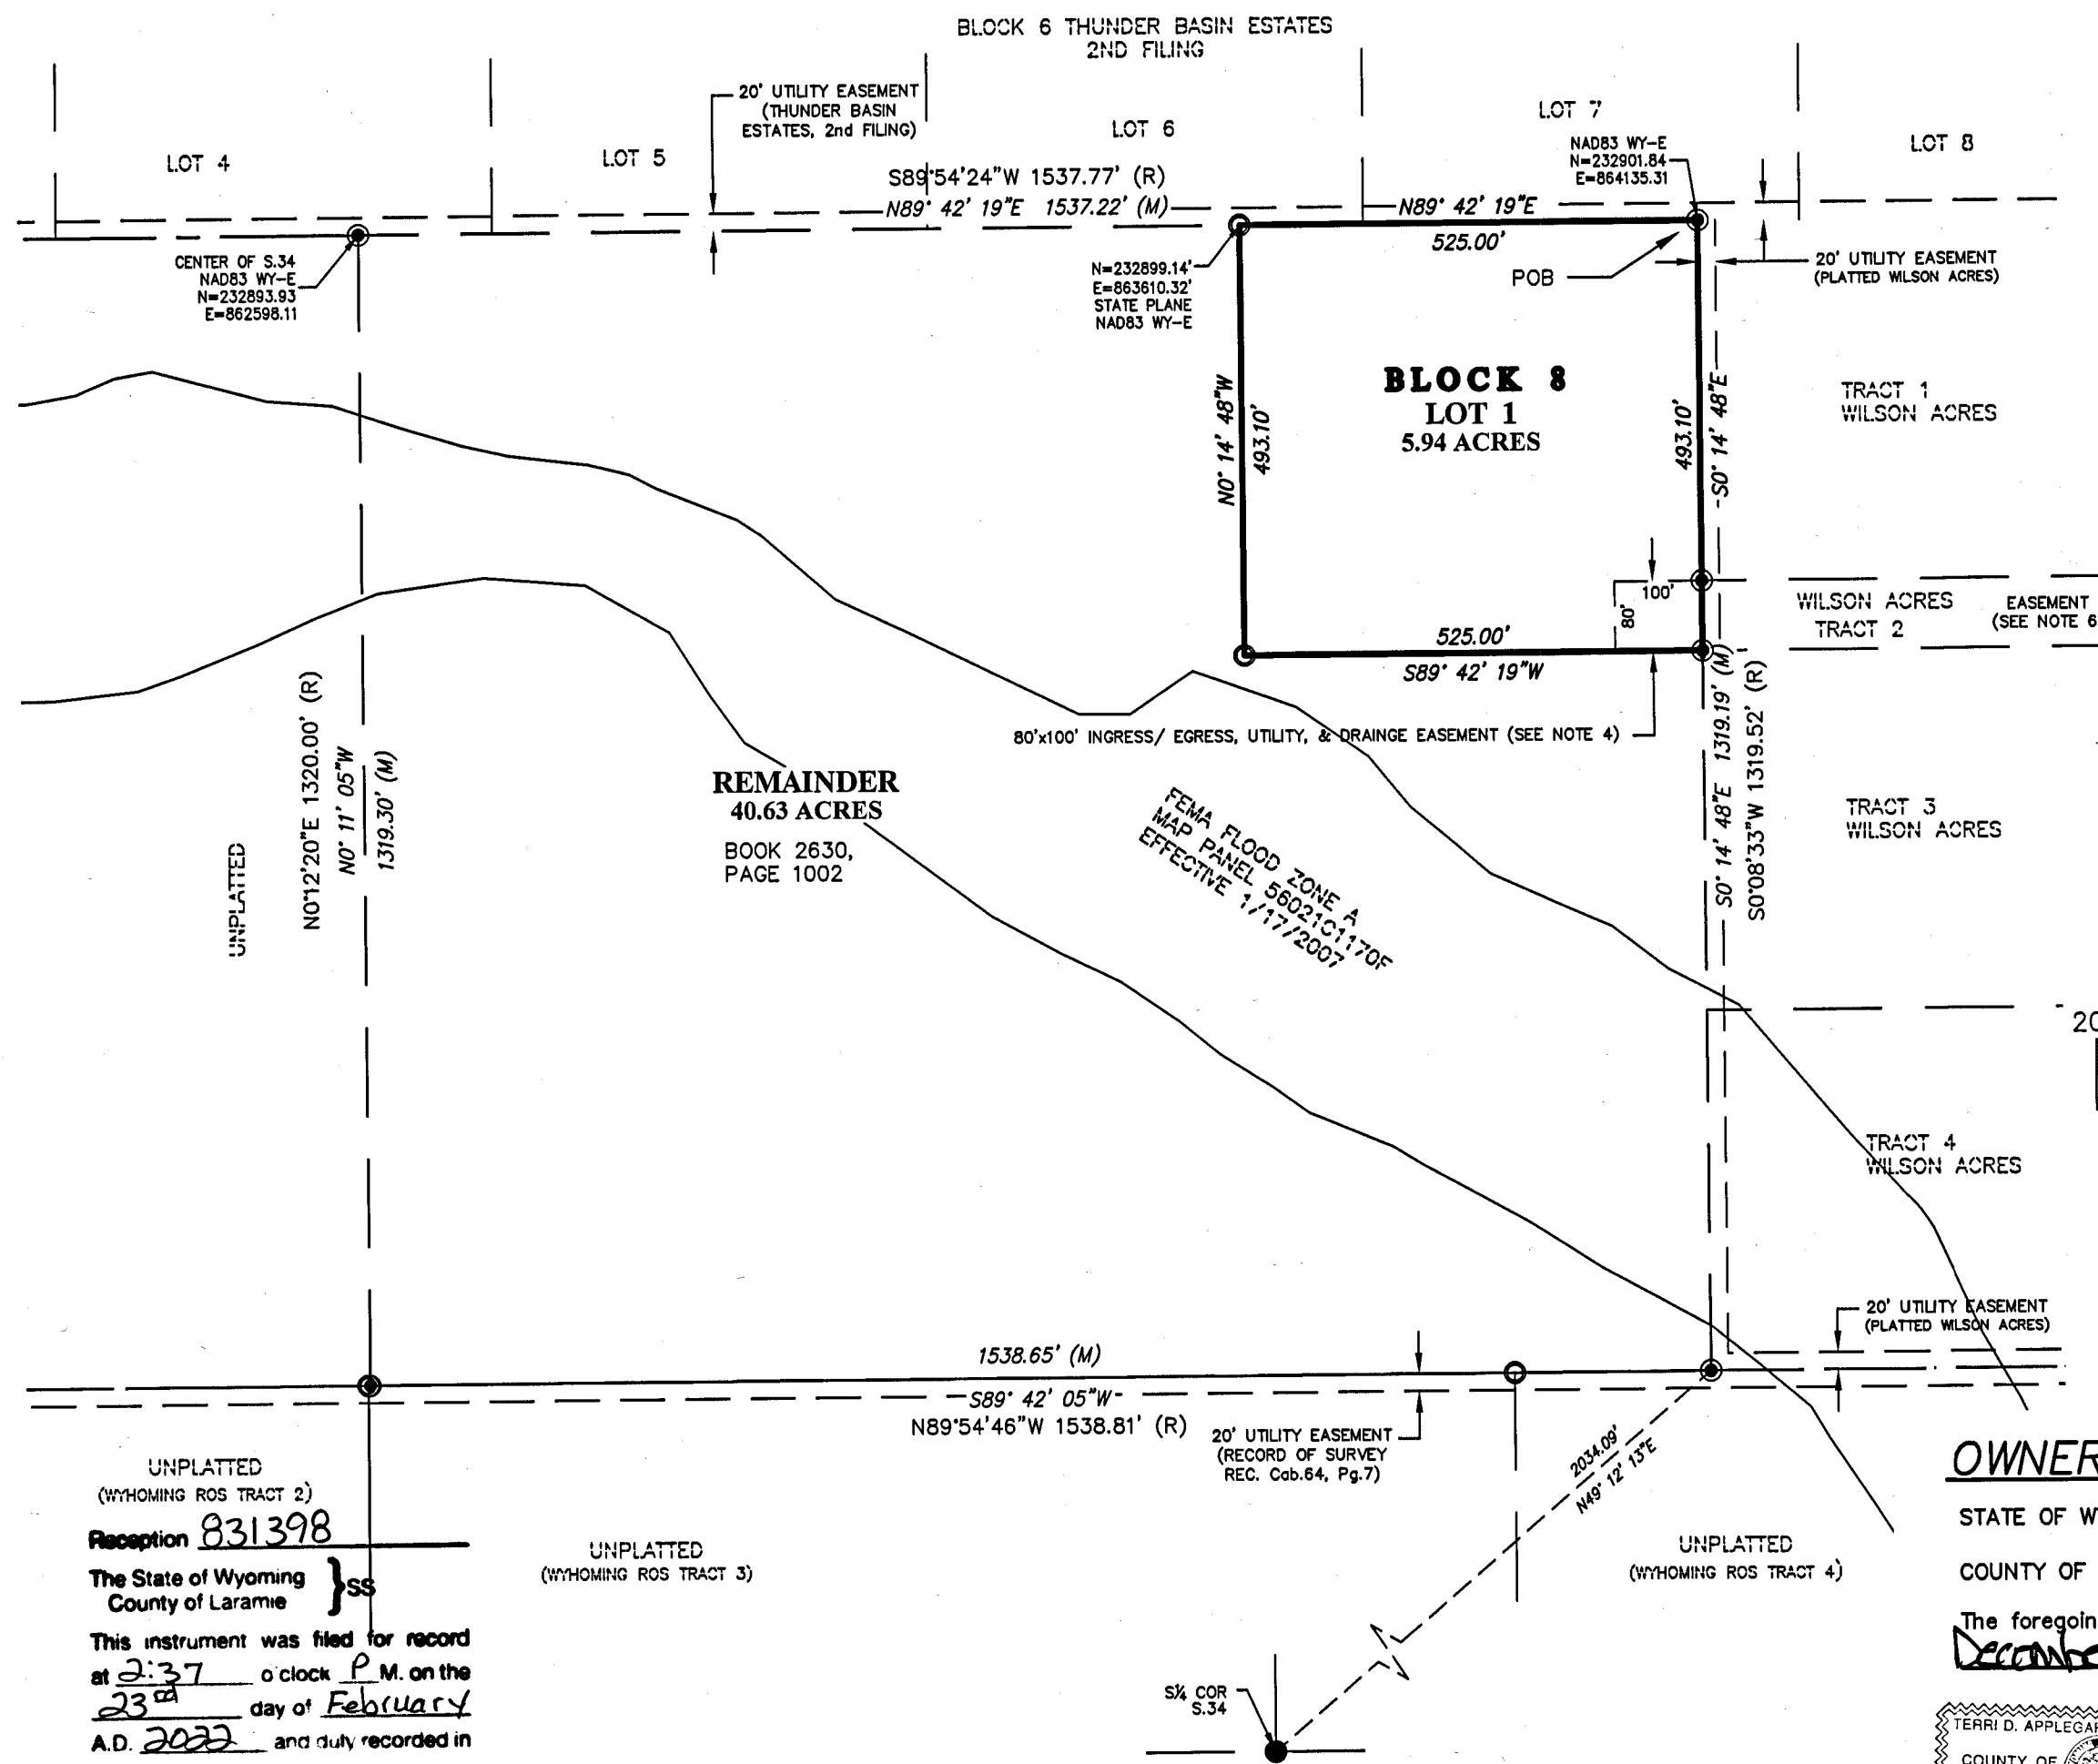 BLOCK 6 THUNDER BASIN ESTATES
2ND FILING
20' UTILITY EASEMENT
(THUNDER BASIN
ESTATES, 2nd FILING)
LOT 4
LOT 5
LOT 6
LOT 7
LOT 8
NAD83 WY-E
N=232901.84
E=864135.31
S89°54'24"W 1537.77' (R)
N89° 42' 19"E 1537.22' (M)
N89° 42' 19"E
525.00'
CENTER OF S.34
NAD83 WY-E
N=232893.93
E=862598.11
N=232899.14'
E=863610.32'
STATE PLANE
NAD83 WY-E
POB
20' UTILITY EASEMENT
(PLATTED WILSON ACRES)
BLOCK 8
LOT 1
5.94 ACRES
N0° 14' 48"W
493.10'
493.10'
S0° 14' 48"E
TRACT 1
WILSON ACRES
100'
80'
WILSON ACRES
TRACT 2
EASEMENT
(SEE NOTE 6
525.00'
S89° 42' 19"W
80'x100' INGRESS/ EGRESS, UTILITY, & DRAINGE EASEMENT (SEE NOTE 4)
S0° 14' 48"E 1319.19' (M)
S0°08'33"W 1319.52' (R)
UNPLATTED
N0°12'20"E 1320.00' (R)
N0° 11' 05"W
1319.30' (M)
REMAINDER
40.63 ACRES
BOOK 2630,
PAGE 1002
FEMA FLOOD ZONE A
MAP PANEL 56021C1170F
EFFECTIVE 1/17/2007
TRACT 3
WILSON ACRES
20
TRACT 4
WILSON ACRES
20' UTILITY EASEMENT
(PLATTED WILSON ACRES)
1538.65' (M)
S89° 42' 05"W
N89°54'46"W 1538.81' (R)
20' UTILITY EASEMENT
(RECORD OF SURVEY
REC. Cab.64, Pg.7)
2034.09'
N49° 12' 13"E
UNPLATTED
(WYHOMING ROS TRACT 2)
UNPLATTED
(WYHOMING ROS TRACT 3)
UNPLATTED
(WYHOMING ROS TRACT 4)
S¼ COR
S.34
Reception 831398
The State of Wyoming
County of Laramie } SS
This instrument was filed for record
at 2:37 o'clock P M. on the
23rd day of February
A.D. 2022 and duly recorded in
OWNER
STATE OF W
COUNTY OF
The foregoin
Decembe
TERRI D. APPLEGA
COUNTY OF